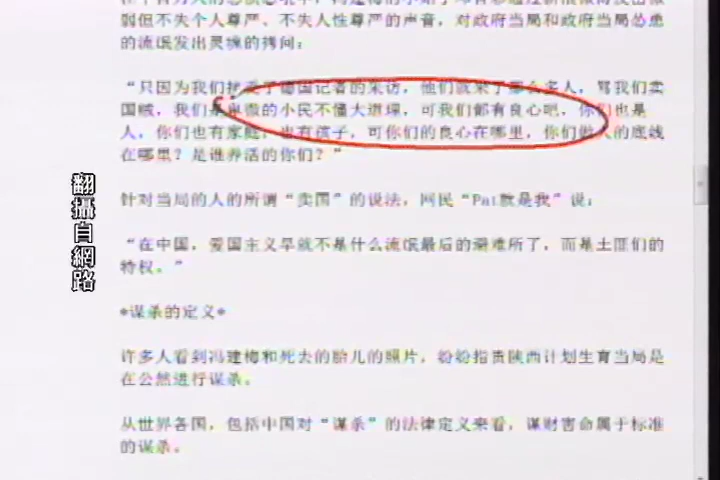 弱但不失个人尊严、不失人性尊严的声音，对政府当局和政府当局怂恿
的流氓发出灵魂的拷问：
“只因为我们接受了德国记者的采访，他们就来了那么多人，骂我们卖
国贼，我们是卑微的小民不懂大道理，可我们都有良心吧，你们也是
人，你们也有家庭，也有孩子，可你们的良心在哪里，你们做人的底线
在哪里？是谁养活的你们？”
针对当局的人的所谓“卖国”的说法，网民“Pat就是我”说：
“在中国，爱国主义早就不是什么流氓最后的避难所了，而是土匪们的
特权。”
*谋杀的定义*
许多人看到冯建梅和死去的胎儿的照片，纷纷指责陕西计划生育当局是
在公然进行谋杀。
从世界各国，包括中国对“谋杀”的法律定义来看，谋财害命属于标准
的谋杀。
翻攝自網路